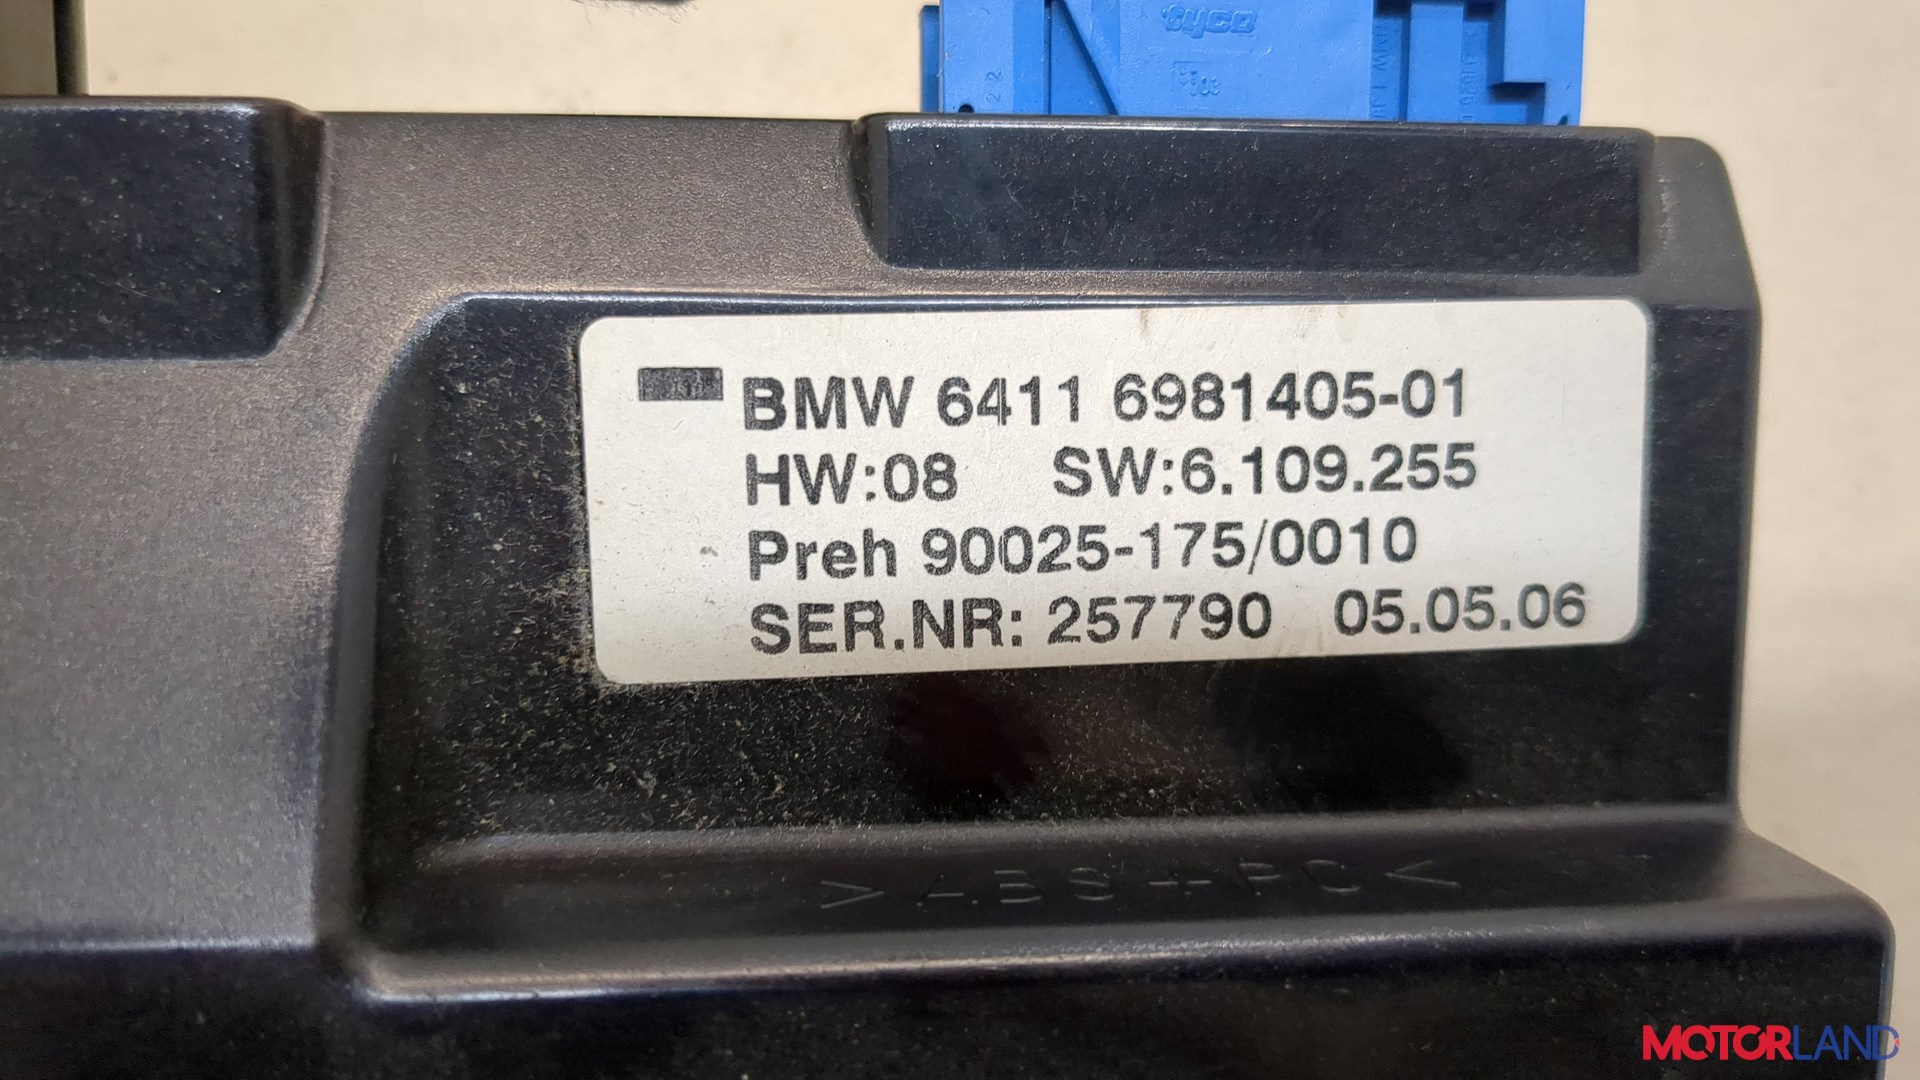 tyco
22
BMW 6411 6981405-01
HW:08 SW:6.109.255
Preh 90025-175/0010
SER.NR: 257790 05.05.06
>ABS+PC<
MOTORLAND